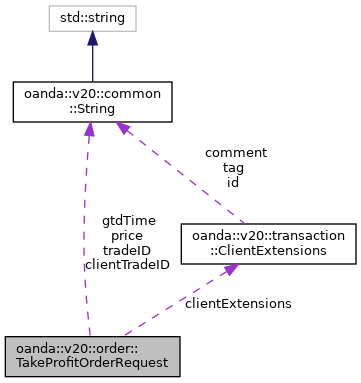 std::string
oanda::v20::common
::String
comment
tag
id
gtdTime
price
tradeID
clientTradeID
oanda::v20::transaction
::ClientExtensions
clientExtensions
oanda::v20::order::
TakeProfitOrderRequest